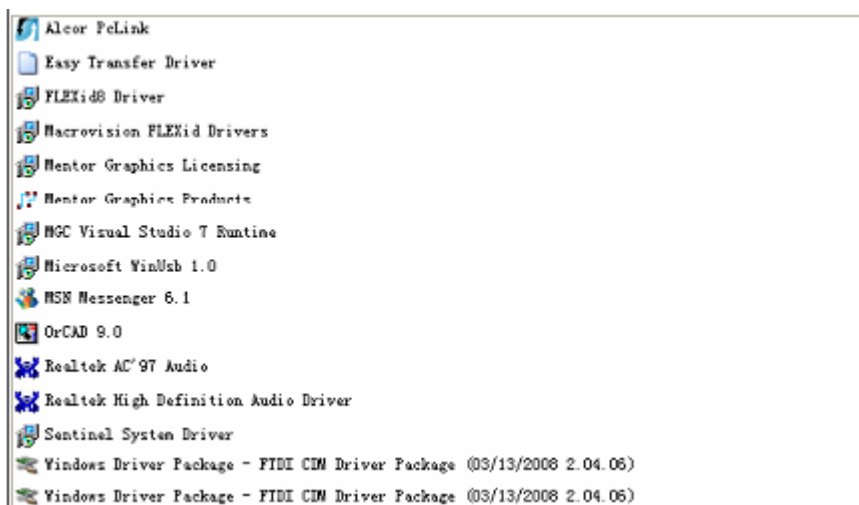 Alcor PcLink
Easy Transfer Driver
FLEXid8 Driver
Macrovision FLEXid Drivers
Mentor Graphics Licensing
Mentor Graphics Products
MGC Visual Studio 7 Runtime
Microsoft WinUsb 1.0
MSN Messenger 6.1
OrCAD 9.0
Realtek AC'97 Audio
Realtek High Definition Audio Driver
Sentinel System Driver
Windows Driver Package - FTDI CDM Driver Package (03/13/2008 2.04.06)
Windows Driver Package - FTDI CDM Driver Package (03/13/2008 2.04.06)